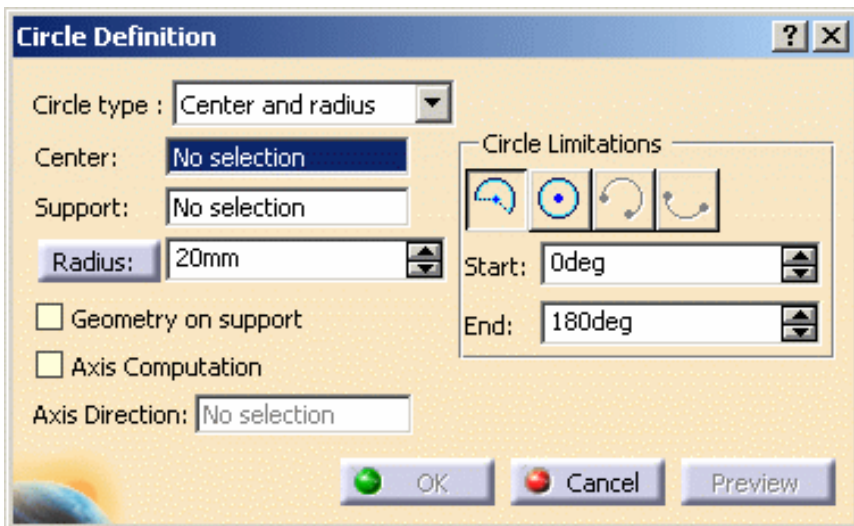 Circle Definition
Circle type : Center and radius
Center: No selection
Support: No selection
Radius: 20mm
Geometry on support
Axis Computation
Axis Direction: No selection
Circle Limitations
Start: 0deg
End: 180deg
OK Cancel Preview